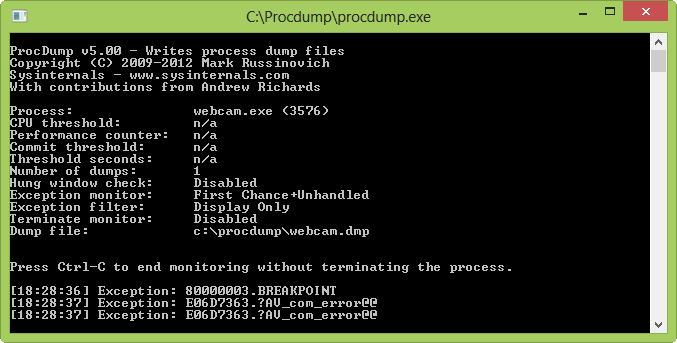 C:\Procdump\procdump.exe
ProcDump v5.00 - Writes process dump files
Copyright (C) 2009-2012 Mark Russinovich
Sysinternals - www.sysinternals.com
With contributions from Andrew Richards
Process: webcam.exe (3576)
CPU threshold: n/a
Performance counter: n/a
Commit threshold: n/a
Threshold seconds: n/a
Number of dumps: 1
Hung window check: Disabled
Exception monitor: First Chance+Unhandled
Exception filter: Display Only
Terminate monitor: Disabled
Dump file: c:\procdump\webcam.dmp
Press Ctrl-C to end monitoring without terminating the process.
[18:28:36] Exception: 80000003.BREAKPOINT
[18:28:37] Exception: E06D7363.?AV_com_error@@
[18:28:37] Exception: E06D7363.?AV_com_error@@